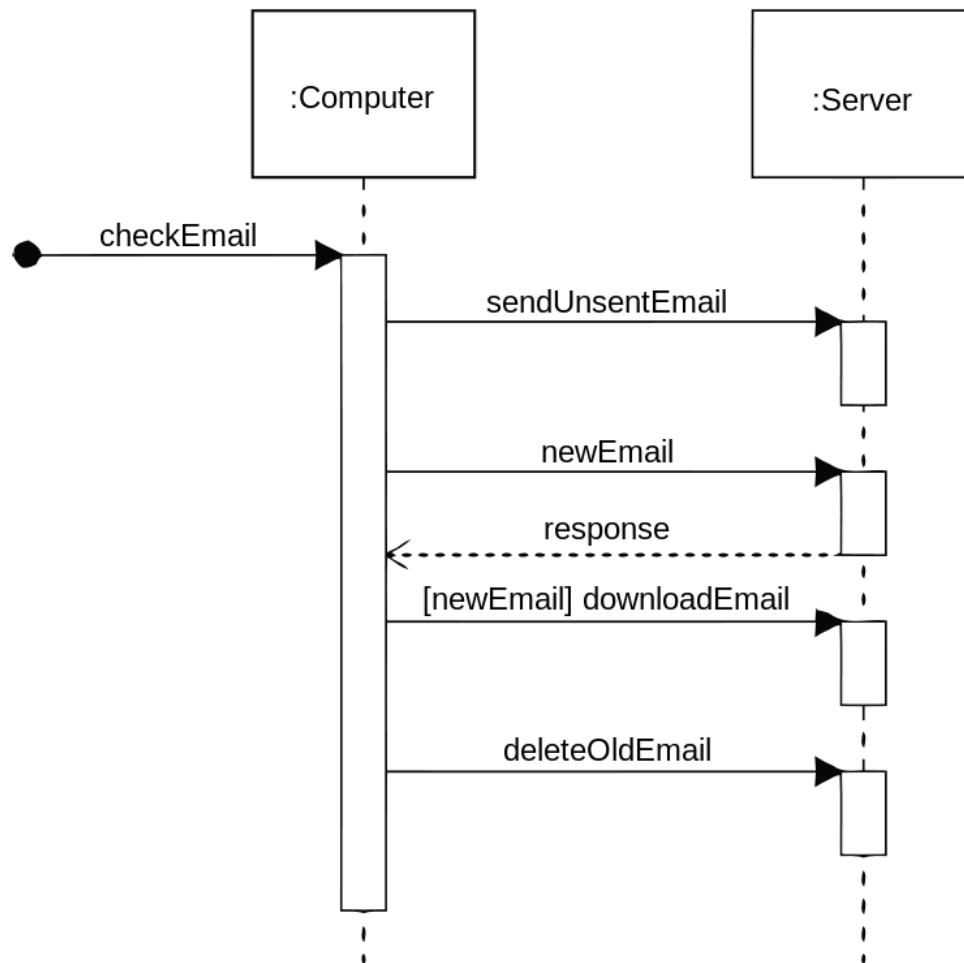 :Computer
:Server
checkEmail
sendUnsentEmail
newEmail
response
[newEmail] downloadEmail
deleteOldEmail